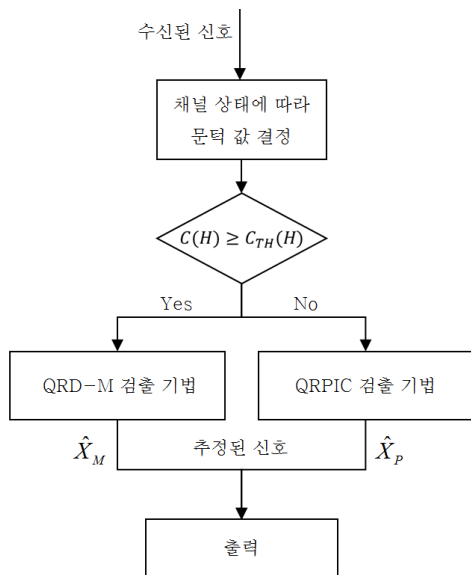 수신된 신호
채널 상태에 따라
문턱 값 결정
C(H) ≥ C_{TH}(H)
Yes
No
QRD-M 검출 기법
QRPIC 검출 기법
X̂_M
추정된 신호
X̂_P
출력